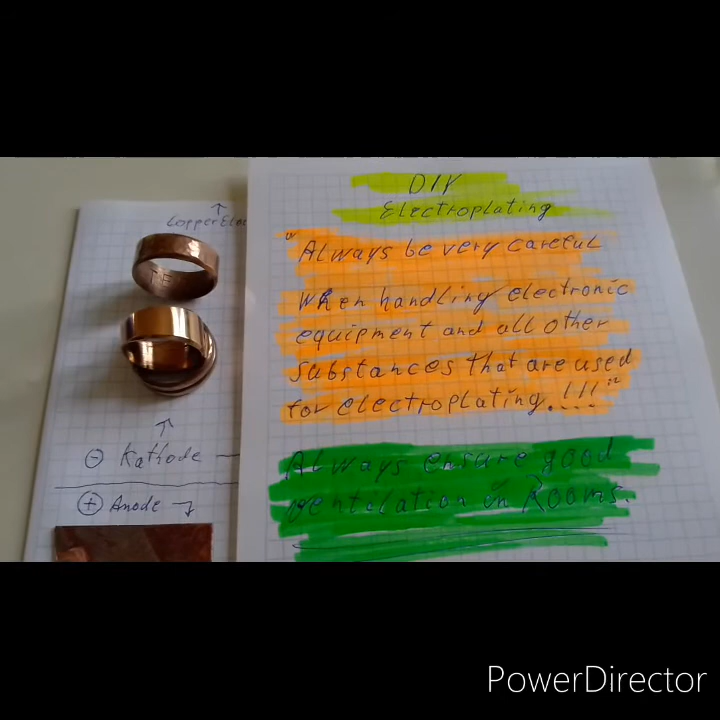 DIY
Electroplating
"Always be very careful
When handling electronic
equipment and all other
substances that are used
for electroplating.!!!"
Always ensure good
ventilation in Rooms.
TE
⊖ Kathode
⊕ Anode
PowerDirector